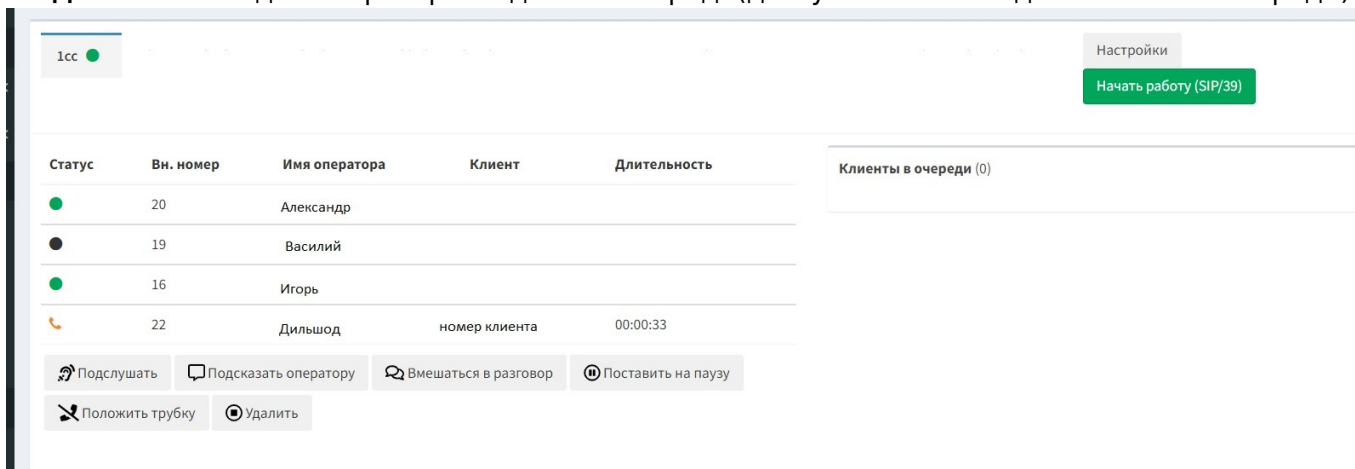 1cc
Настройки
Начать работу (SIP/39)
Статус Вн. номер Имя оператора Клиент Длительность
Клиенты в очереди (0)
20 Александр
19 Василий
16 Игорь
22 Дильшод номер клиента 00:00:33
Подслушать Подсказать оператору Вмешаться в разговор Поставить на паузу
Положить трубку Удалить